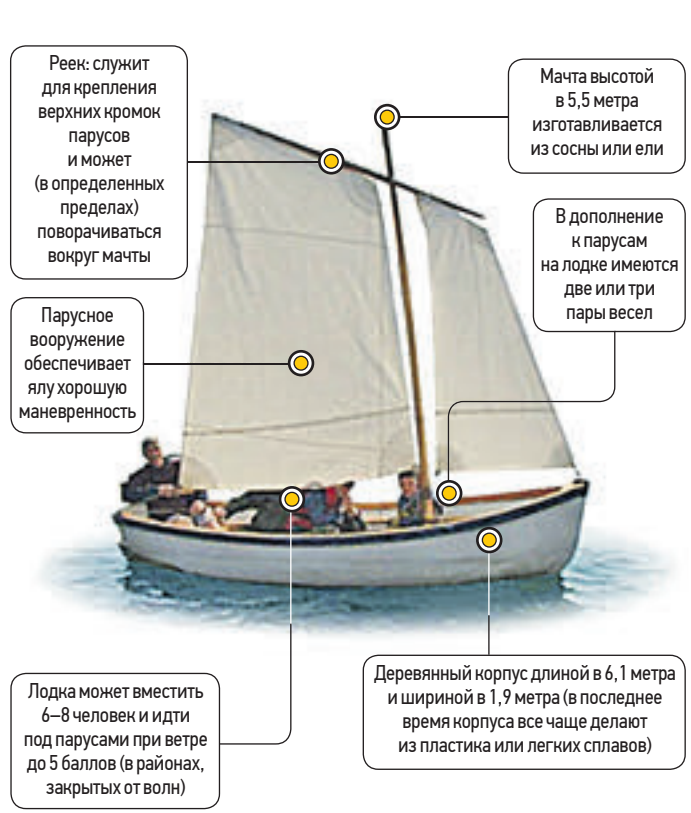 Реек: служит
для крепления
верхних кромок
парусов
и может
(в определенных
пределах)
поворачиваться
вокруг мачты
Мачта высотой
в 5,5 метра
изготавливается
из сосны или ели
В дополнение
к парусам
на лодке имеются
две или три
пары весел
Парусное
вооружение
обеспечивает
ялу хорошую
маневренность
Деревянный корпус длиной в 6,1 метра
и шириной в 1,9 метра (в последнее
время корпуса все чаще делают
из пластика или легких сплавов)
Лодка может вместить
6–8 человек и идти
под парусами при ветре
до 5 баллов (в районах,
закрытых от волн)